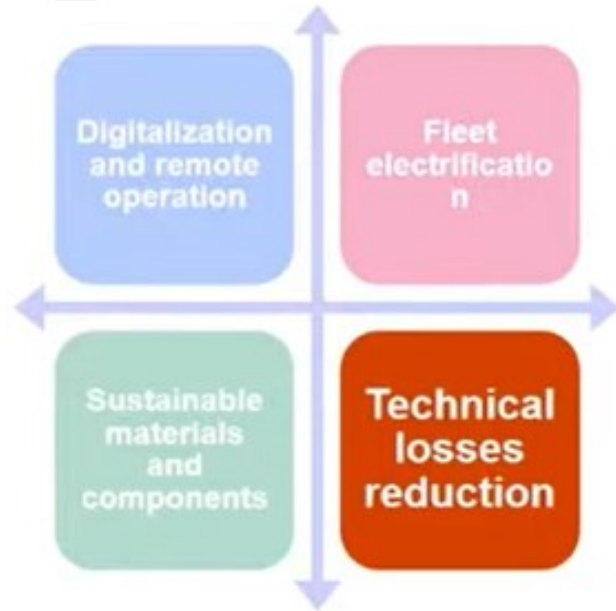 Digitalization
and remote
operation
Fleet
electrificatio
n
Sustainable
materials
and
components
Technical
losses
reduction